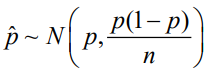 p̂ ~ N(p, p(1−p)/n)